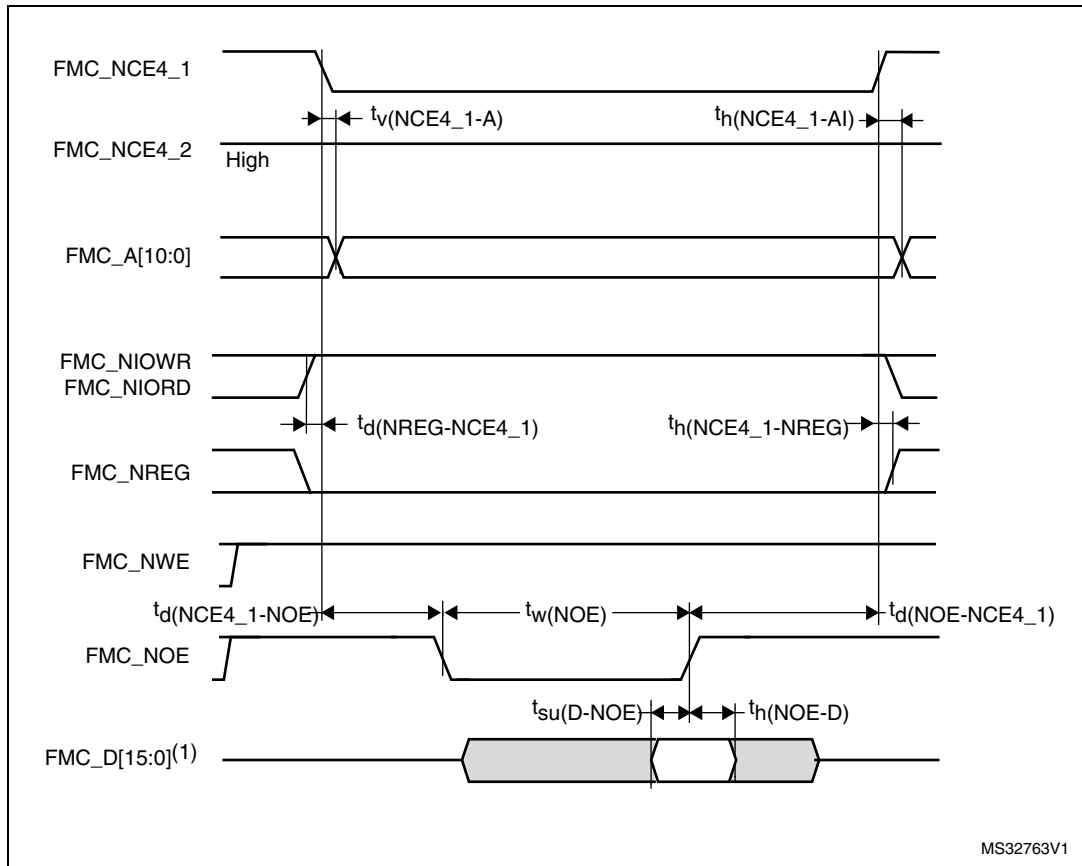 FMC_NCE4_1
tv(NCE4_1-A)
th(NCE4_1-AI)
FMC_NCE4_2
High
FMC_A[10:0]
FMC_NIOWR
FMC_NIORD
td(NREG-NCE4_1)
th(NCE4_1-NREG)
FMC_NREG
FMC_NWE
td(NCE4_1-NOE)
tw(NOE)
td(NOE-NCE4_1)
FMC_NOE
tsu(D-NOE)
th(NOE-D)
FMC_D[15:0](1)
MS32763V1